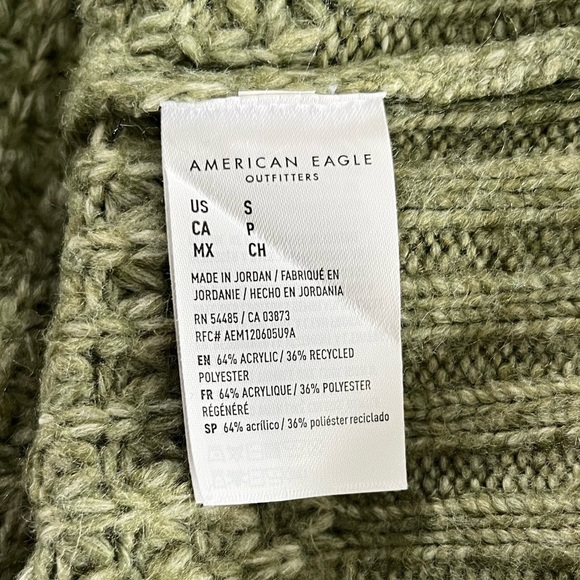 AMERICAN EAGLE
OUTFITTERS
US S
CA P
MX CH
MADE IN JORDAN / FABRIQUÉ EN
JORDANIE / HECHO EN JORDANIA
RN 54485 / CA 03873
RFC# AEM120605U9A
EN 64% ACRYLIC / 36% RECYCLED
POLYESTER
FR 64% ACRYLIQUE / 36% POLYESTER
RÉGÉNÉRÉ
SP 64% acrílico / 36% poliéster reciclado